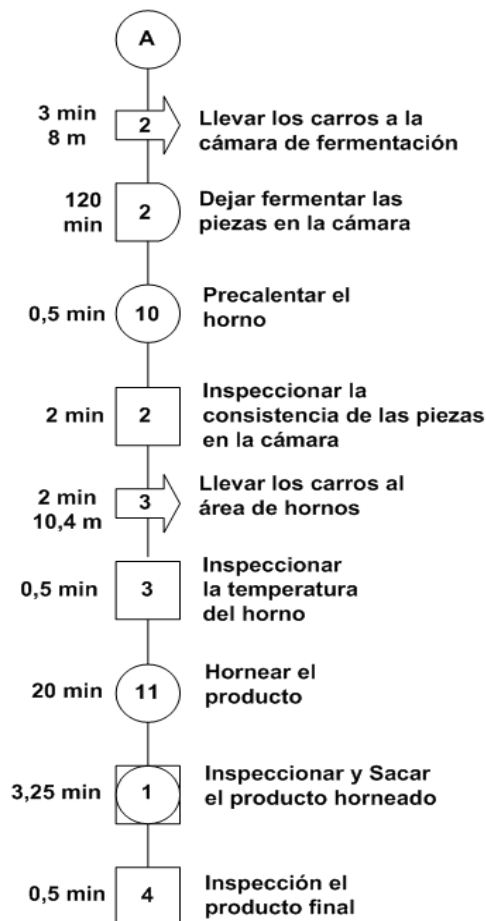 A
3 min
8 m
2
Llevar los carros a la
cámara de fermentación
120
min
2
Dejar fermentar las
piezas en la cámara
0,5 min
10
Precalentar el
horno
2 min
2
Inspeccionar la
consistencia de las piezas
en la cámara
2 min
10,4 m
3
Llevar los carros al
área de hornos
0,5 min
3
Inspeccionar
la temperatura
del horno
20 min
11
Hornear el
producto
3,25 min
1
Inspeccionar y Sacar
el producto horneado
0,5 min
4
Inspección el
producto final